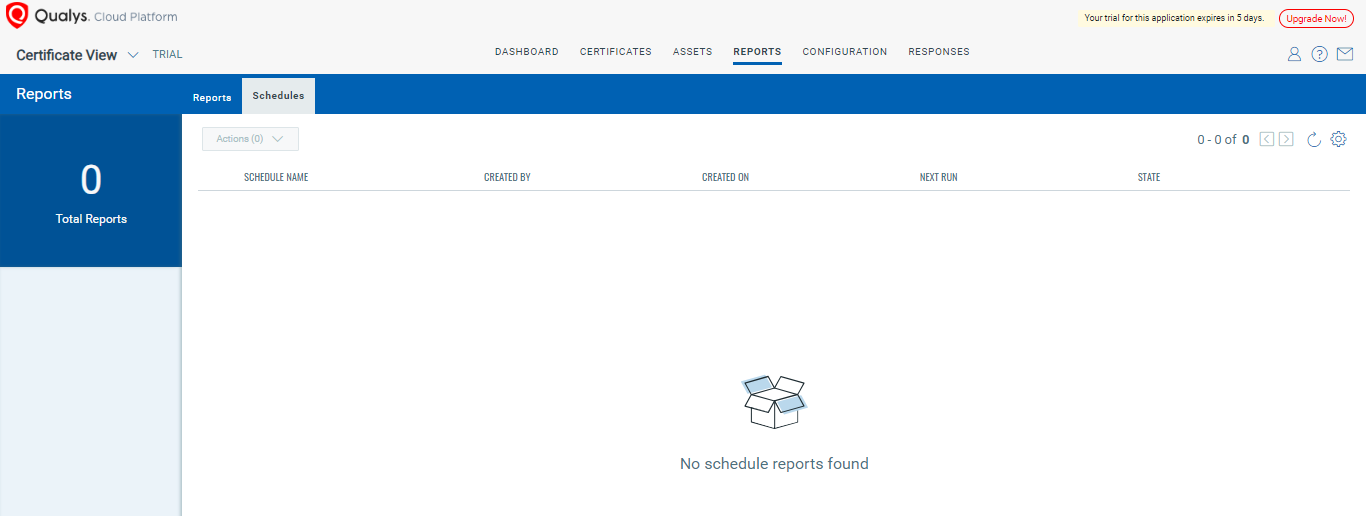 Qualys. Cloud Platform
Your trial for this application expires in 5 days. Upgrade Now!
Certificate View TRIAL
DASHBOARD CERTIFICATES ASSETS REPORTS CONFIGURATION RESPONSES
Reports
Reports Schedules
0
Total Reports
Actions (0)
0 - 0 of 0
SCHEDULE NAME CREATED BY CREATED ON NEXT RUN STATE
No schedule reports found